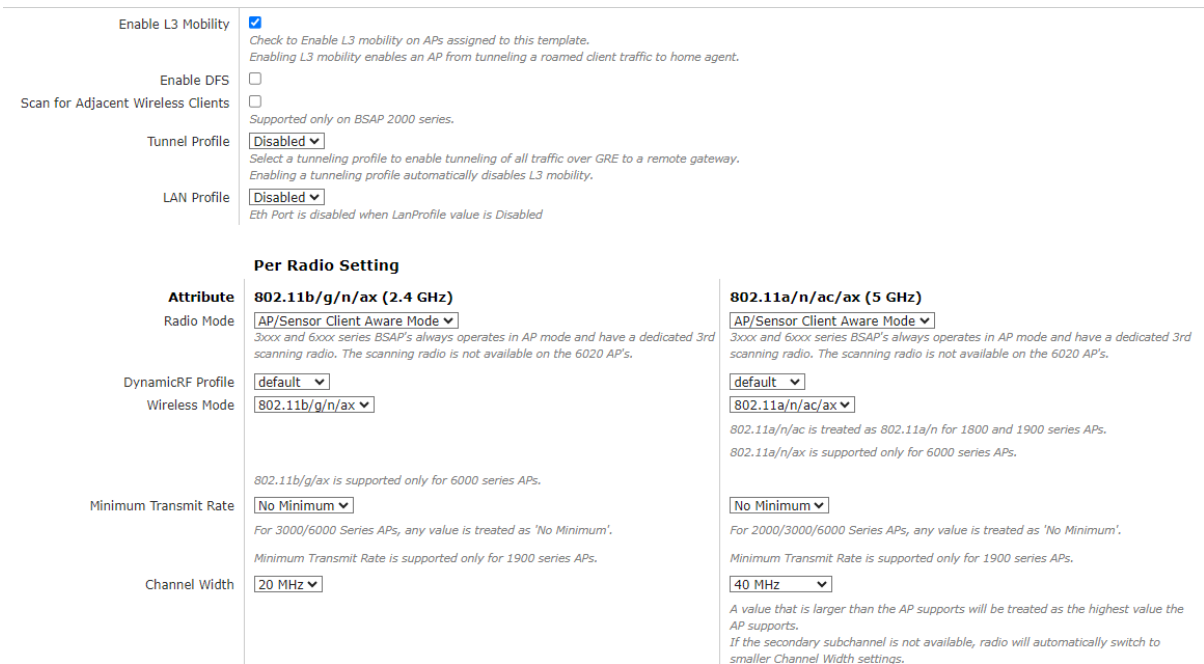 Enable L3 Mobility
Check to Enable L3 mobility on APs assigned to this template.
Enabling L3 mobility enables an AP from tunneling a roamed client traffic to home agent.
Enable DFS
Scan for Adjacent Wireless Clients
Supported only on BSAP 2000 series.
Tunnel Profile Disabled
Select a tunneling profile to enable tunneling of all traffic over GRE to a remote gateway.
Enabling a tunneling profile automatically disables L3 mobility.
LAN Profile Disabled
Eth Port is disabled when LanProfile value is Disabled
Per Radio Setting
Attribute 802.11b/g/n/ax (2.4 GHz) 802.11a/n/ac/ax (5 GHz)
Radio Mode AP/Sensor Client Aware Mode AP/Sensor Client Aware Mode
3xxx and 6xxx series BSAP's always operates in AP mode and have a dedicated 3rd 3xxx and 6xxx series BSAP's always operates in AP mode and have a dedicated 3rd
scanning radio. The scanning radio is not available on the 6020 AP's. scanning radio. The scanning radio is not available on the 6020 AP's.
DynamicRF Profile default default
Wireless Mode 802.11b/g/n/ax 802.11a/n/ac/ax
802.11a/n/ac is treated as 802.11a/n for 1800 and 1900 series APs.
802.11a/n/ax is supported only for 6000 series APs.
802.11b/g/ax is supported only for 6000 series APs.
Minimum Transmit Rate No Minimum No Minimum
For 3000/6000 Series APs, any value is treated as 'No Minimum'. For 2000/3000/6000 Series APs, any value is treated as 'No Minimum'.
Minimum Transmit Rate is supported only for 1900 series APs. Minimum Transmit Rate is supported only for 1900 series APs.
Channel Width 20 MHz 40 MHz
A value that is larger than the AP supports will be treated as the highest value the
AP supports.
If the secondary subchannel is not available, radio will automatically switch to
smaller Channel Width settings.